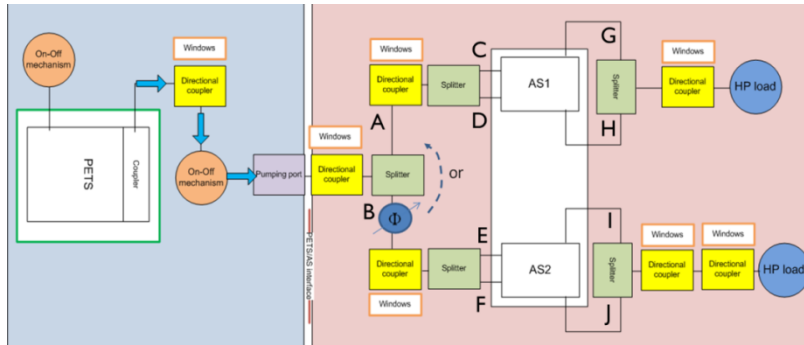 On-Off
mechanism
Windows
Directional
coupler
PETS
Coupler
On-Off
mechanism
Pumping port
Windows
Directional
coupler
Splitter
PETS/AS interface
or
A
B
Φ
Windows
Directional
coupler
Splitter
C
D
AS1
G
H
Splitter
Windows
Directional
coupler
HP load
Directional
coupler
Windows
Splitter
E
F
AS2
I
J
Splitter
Windows
Directional
coupler
Windows
Directional
coupler
HP load